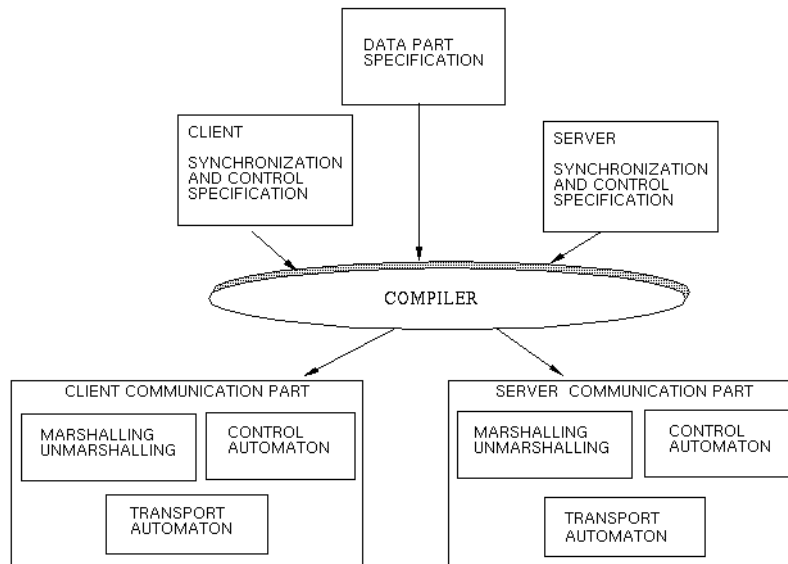 DATA PART
SPECIFICATION
CLIENT
SYNCHRONIZATION
AND CONTROL
SPECIFICATION
SERVER
SYNCHRONIZATION
AND CONTROL
SPECIFICATION
COMPILER
CLIENT COMMUNICATION PART
MARSHALLING
UNMARSHALLING
CONTROL
AUTOMATON
TRANSPORT
AUTOMATON
SERVER COMMUNICATION PART
MARSHALLING
UNMARSHALLING
CONTROL
AUTOMATON
TRANSPORT
AUTOMATON